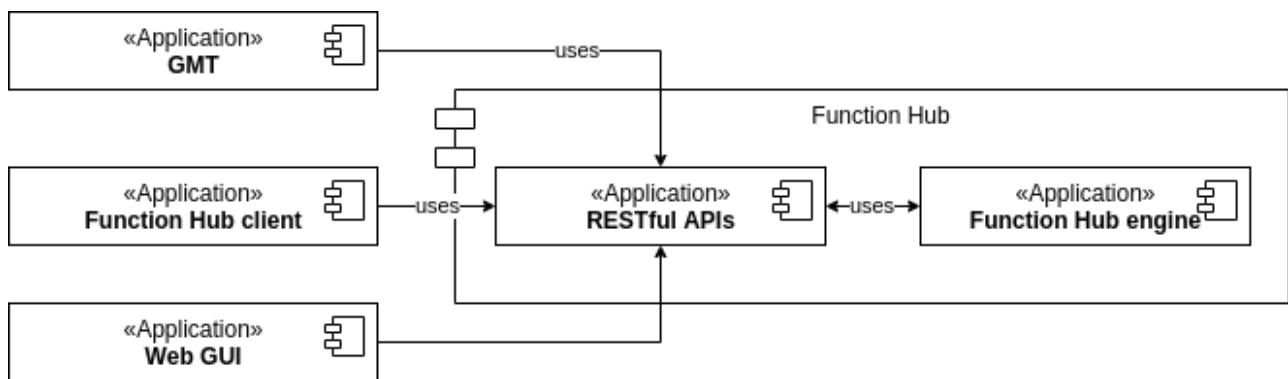 «Application»
GMT
uses
Function Hub
«Application»
Function Hub client
uses
«Application»
RESTful APIs
uses
«Application»
Function Hub engine
«Application»
Web GUI